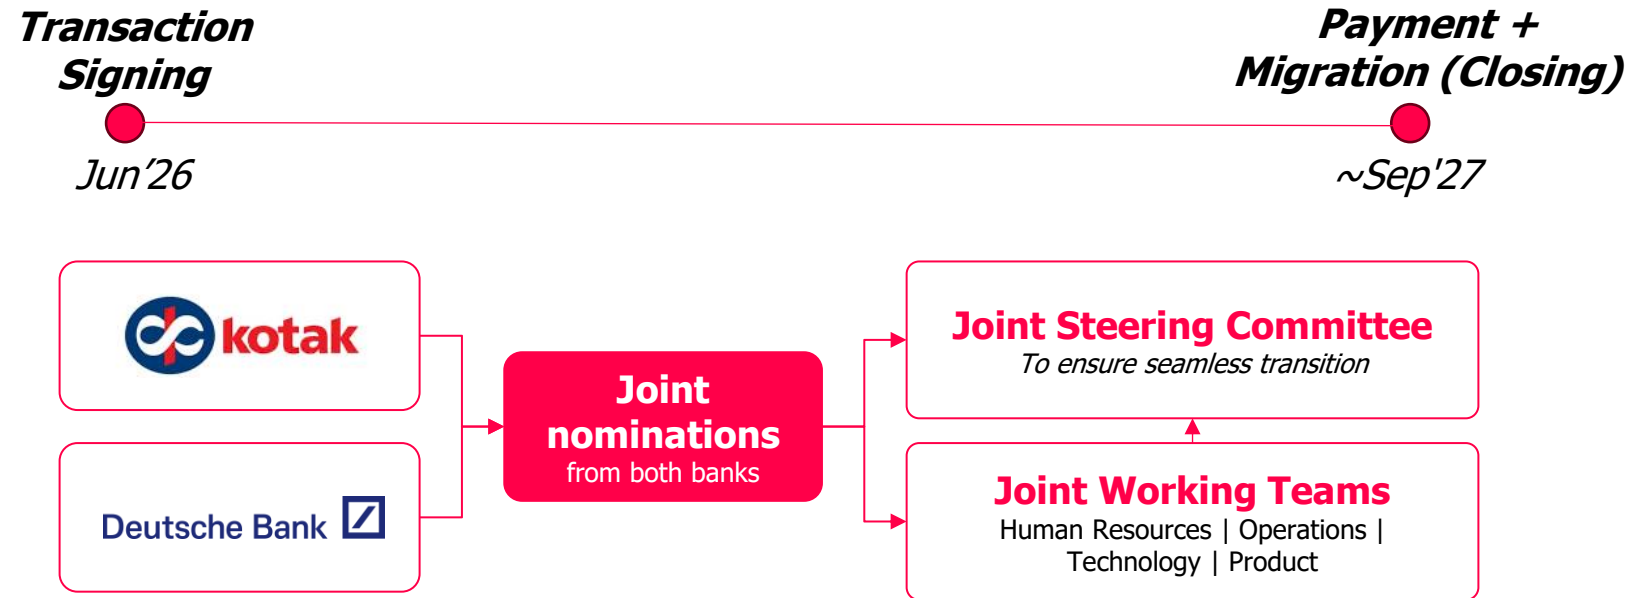 Transaction
Signing
Payment +
Migration (Closing)
Jun’26
~Sep'27
kotak
Deutsche Bank
Joint
nominations
from both banks
Joint Steering Committee
To ensure seamless transition
Joint Working Teams
Human Resources | Operations |
Technology | Product